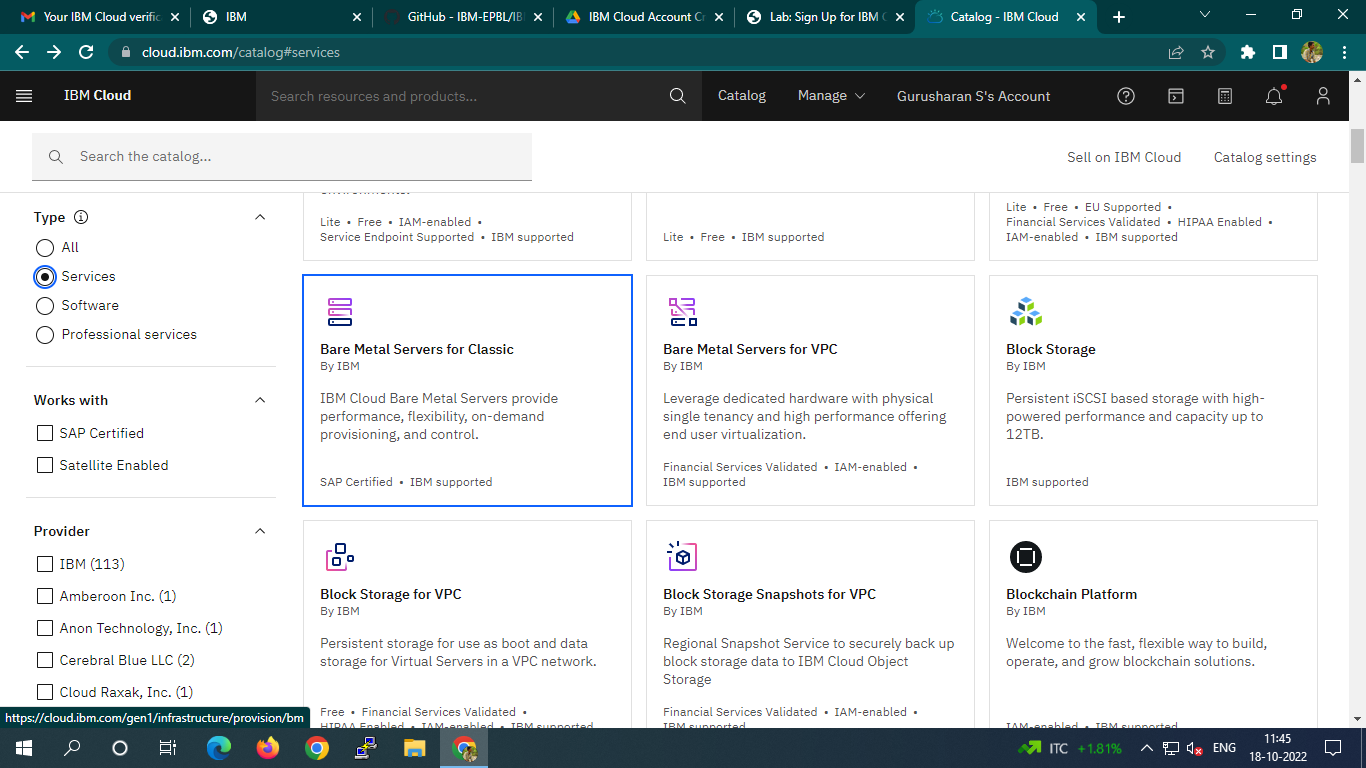 Your IBM Cloud verific
IBM
GitHub - IBM-EPBL/IB
IBM Cloud Account Cr
Lab: Sign Up for IBM C
Catalog - IBM Cloud
cloud.ibm.com/catalog#services
IBM Cloud
Search resources and products...
Catalog
Manage
Gurusharan S's Account
Search the catalog...
Sell on IBM Cloud
Catalog settings
Type
All
Services
Software
Professional services
Works with
SAP Certified
Satellite Enabled
Provider
IBM (113)
Amberoon Inc. (1)
Anon Technology, Inc. (1)
Cerebral Blue LLC (2)
Cloud Raxak, Inc. (1)
environments.
Lite • Free • IAM-enabled •
Service Endpoint Supported • IBM supported
Lite • Free • IBM supported
Lite • Free • EU Supported •
Financial Services Validated • HIPAA Enabled •
IAM-enabled • IBM supported
Bare Metal Servers for Classic
By IBM
IBM Cloud Bare Metal Servers provide
performance, flexibility, on-demand
provisioning, and control.
SAP Certified • IBM supported
Bare Metal Servers for VPC
By IBM
Leverage dedicated hardware with physical
single tenancy and high performance offering
end user virtualization.
Financial Services Validated • IAM-enabled •
IBM supported
Block Storage
By IBM
Persistent iSCSI based storage with high-
powered performance and capacity up to
12TB.
IBM supported
Block Storage for VPC
By IBM
Persistent storage for use as boot and data
storage for Virtual Servers in a VPC network.
Free • Financial Services Validated •
HIPAA Enabled • IAM-enabled • IBM supported
Block Storage Snapshots for VPC
By IBM
Regional Snapshot Service to securely back up
block storage data to IBM Cloud Object
Storage
Financial Services Validated • IAM-enabled •
IBM supported
Blockchain Platform
By IBM
Welcome to the fast, flexible way to build,
operate, and grow blockchain solutions.
IAM-enabled • IBM supported
https://cloud.ibm.com/gen1/infrastructure/provision/bm
ITC +1.81%
ENG
11:45
18-10-2022